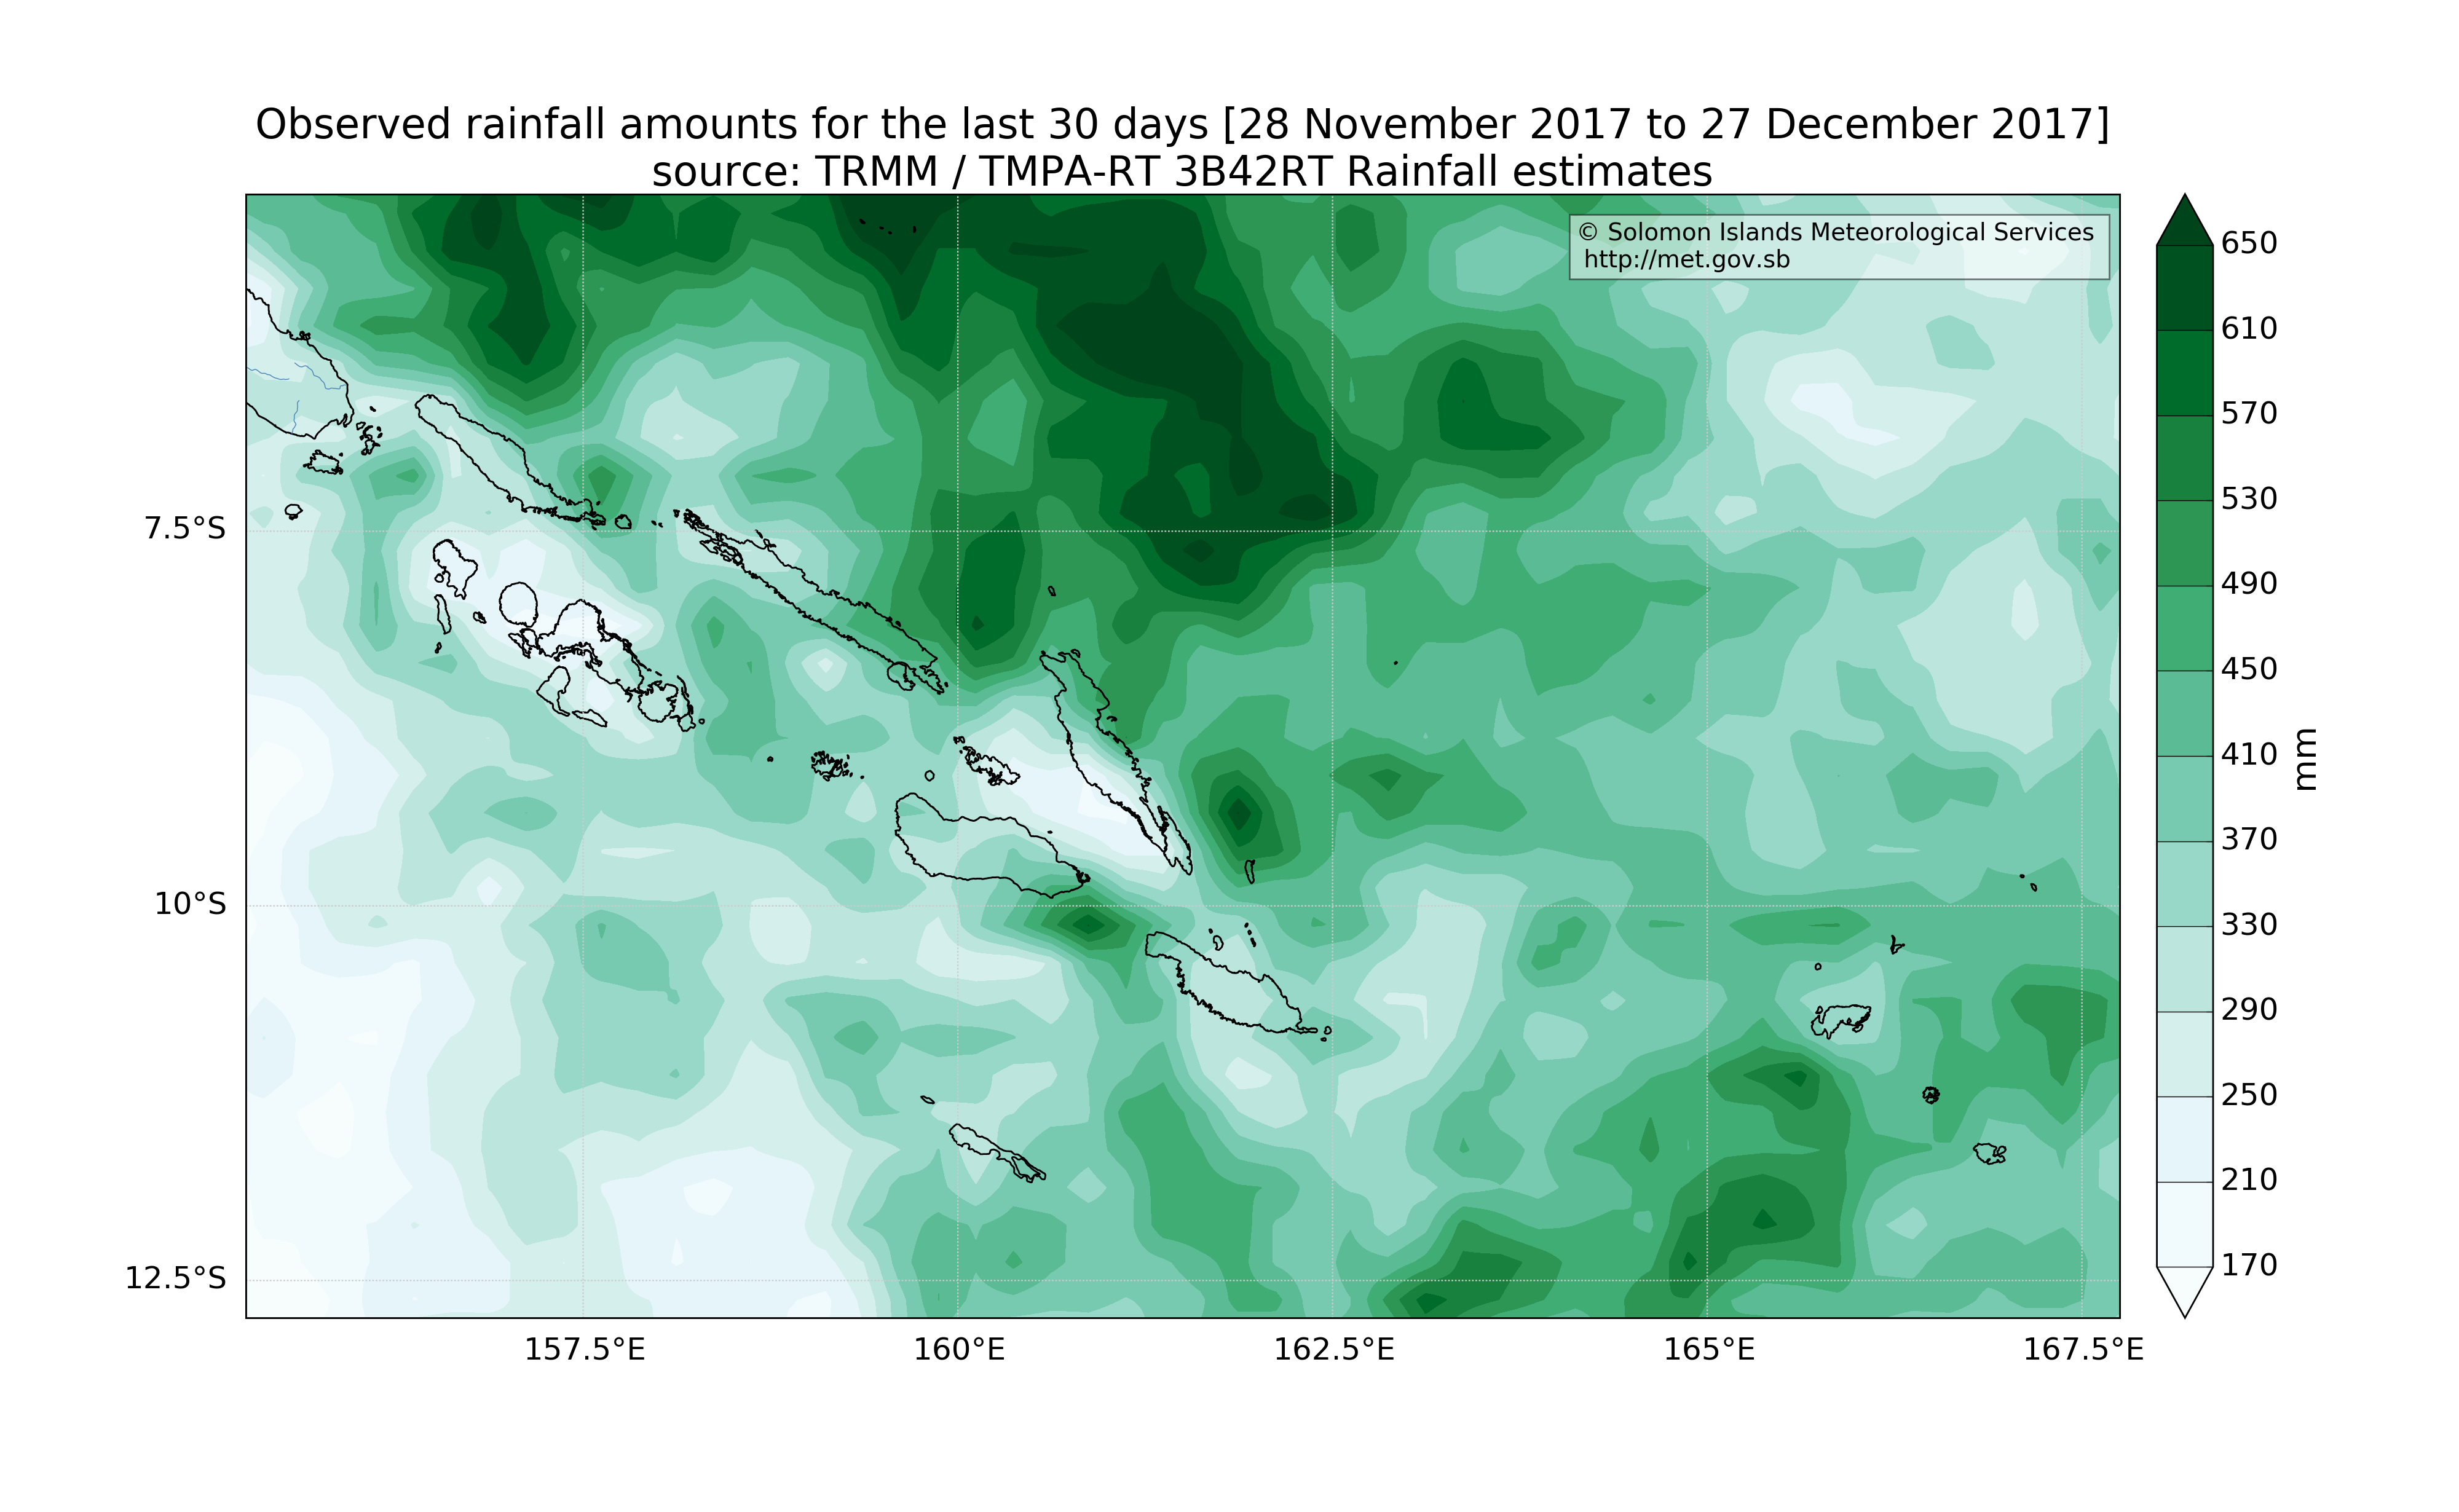 Observed rainfall amounts for the last 30 days [28 November 2017 to 27 December 2017]
source: TRMM / TMPA-RT 3B42RT Rainfall estimates
© Solomon Islands Meteorological Services
http://met.gov.sb
650
610
570
530
490
450
410
370
330
290
250
210
170
mm
7.5°S
10°S
12.5°S
157.5°E
160°E
162.5°E
165°E
167.5°E